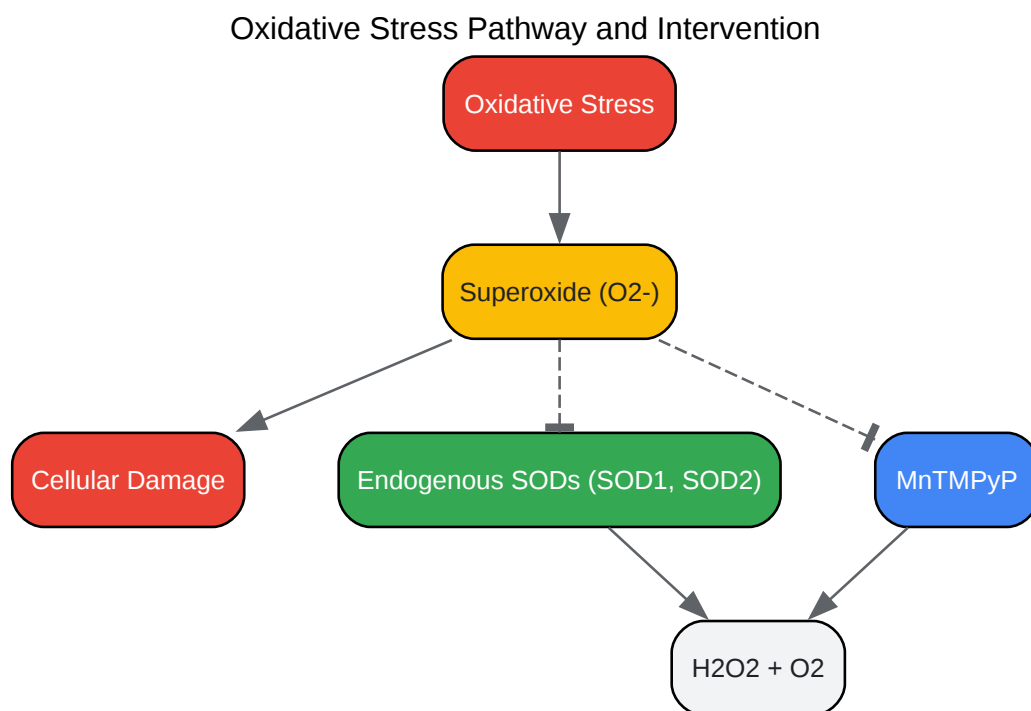 Oxidative Stress Pathway and Intervention
Oxidative Stress
Superoxide (O2-)
Cellular Damage
Endogenous SODs (SOD1, SOD2)
MnTMPyP
H2O2 + O2